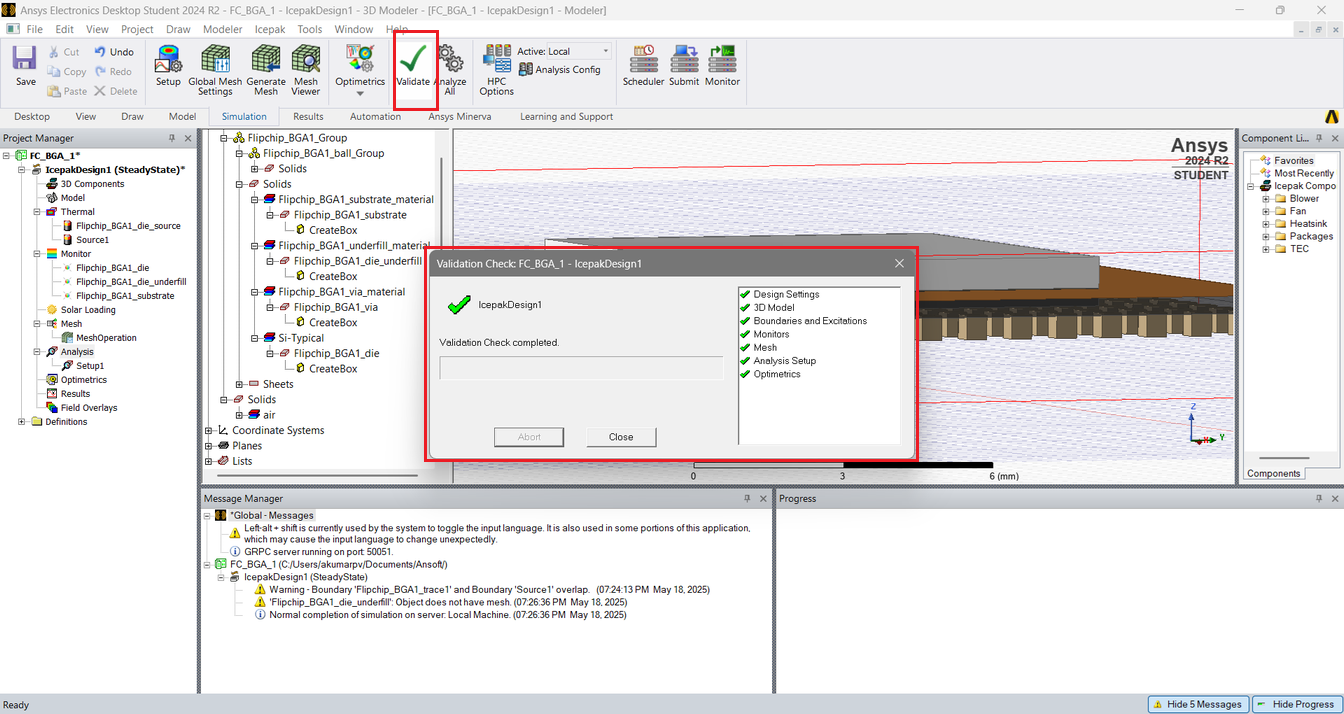 Ansys Electronics Desktop Student 2024 R2 - FC_BGA_1 - IcepakDesign1 - 3D Modeler - [FC_BGA_1 - IcepakDesign1 - Modeler]
File Edit View Project Draw Modeler Icepak Tools Window Help
Save
Cut
Copy
Paste
Undo
Redo
Delete
Setup
Global Mesh Settings
Generate Mesh
Mesh Viewer
Optimetrics
Validate
Analyze All
HPC Options
Active: Local
Analysis Config
Scheduler
Submit
Monitor
Desktop View Draw Model Simulation Results Automation Ansys Minerva Learning and Support
Project Manager
FC_BGA_1*
IcepakDesign1 (SteadyState)*
3D Components
Model
Thermal
Flipchip_BGA1_die_source
Source1
Monitor
Flipchip_BGA1_die
Flipchip_BGA1_die_underfill
Flipchip_BGA1_substrate
Solar Loading
Mesh
MeshOperation
Analysis
Setup1
Optimetrics
Results
Field Overlays
Definitions
Flipchip_BGA1_Group
Flipchip_BGA1_ball_Group
Solids
Solids
Flipchip_BGA1_substrate_material
Flipchip_BGA1_substrate
CreateBox
Flipchip_BGA1_underfill_material
Flipchip_BGA1_die_underfill
CreateBox
Flipchip_BGA1_via_material
Flipchip_BGA1_via
CreateBox
Si-Typical
Flipchip_BGA1_die
CreateBox
Sheets
Solids
air
Coordinate Systems
Planes
Lists
Ansys
2024 R2
STUDENT
Validation Check: FC_BGA_1 - IcepakDesign1
IcepakDesign1
Validation Check completed.
Abort
Close
Design Settings
3D Model
Boundaries and Excitations
Monitors
Mesh
Analysis Setup
Optimetrics
Z
Y
X
0 3 6 (mm)
Component Li...
Favorites
Most Recently
Icepak Compo
Blower
Fan
Heatsink
Packages
TEC
Components
Message Manager
*Global - Messages
Left-alt + shift is currently used by the system to toggle the input language. It is also used in some portions of this application,
which may cause the input language to change unexpectedly.
GRPC server running on port: 50051.
FC_BGA_1 (C:/Users/akumarpv/Documents/Ansoft/)
IcepakDesign1 (SteadyState)
Warning - Boundary 'Flipchip_BGA1_trace1' and Boundary 'Source1' overlap. (07:24:13 PM May 18, 2025)
'Flipchip_BGA1_die_underfill': Object does not have mesh. (07:26:36 PM May 18, 2025)
Normal completion of simulation on server: Local Machine. (07:26:36 PM May 18, 2025)
Progress
Ready
Hide 5 Messages
Hide Progress